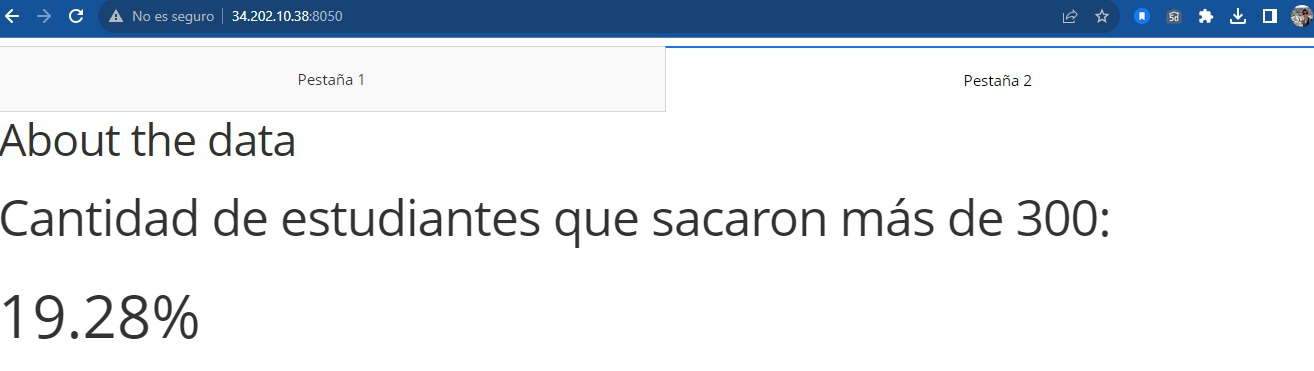 No es seguro 34.202.10.38:8050
5d
Pestaña 1 Pestaña 2
About the data
Cantidad de estudiantes que sacaron más de 300:
19.28%